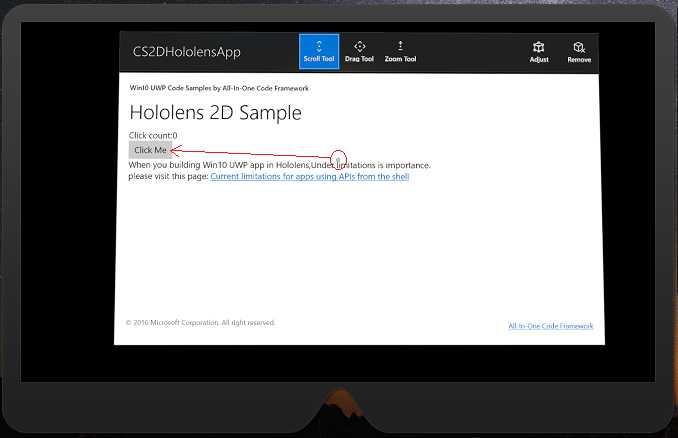 CS2DHololensApp
Scroll Tool
Drag Tool
Zoom Tool
Adjust
Remove
Win10 UWP Code Samples by All-In-One Code Framework
Hololens 2D Sample
Click count:0
Click Me
When you building Win10 UWP app in Hololens,Under limitations is importance.
please visit this page: Current limitations for apps using APIs from the shell
© 2016 Microsoft Corporation. All right reserved.
All-In-One Code Framework